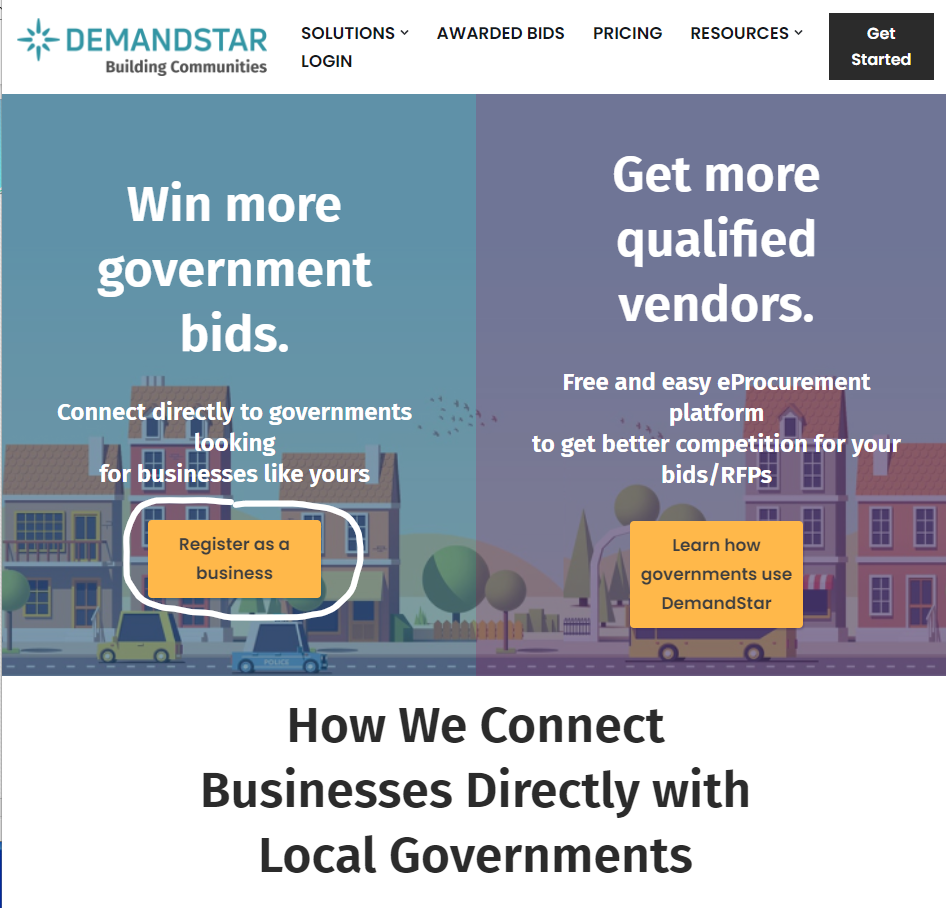 DEMANDSTAR
Building Communities
SOLUTIONS
AWARDED BIDS
PRICING
RESOURCES
LOGIN
Get
Started
Win more
government
bids.
Connect directly to governments
looking
for businesses like yours
Register as a
business
Get more
qualified
vendors.
Free and easy eProcurement
platform
to get better competition for your
bids/RFPs
Learn how
governments use
DemandStar
POLICE
How We Connect
Businesses Directly with
Local Governments